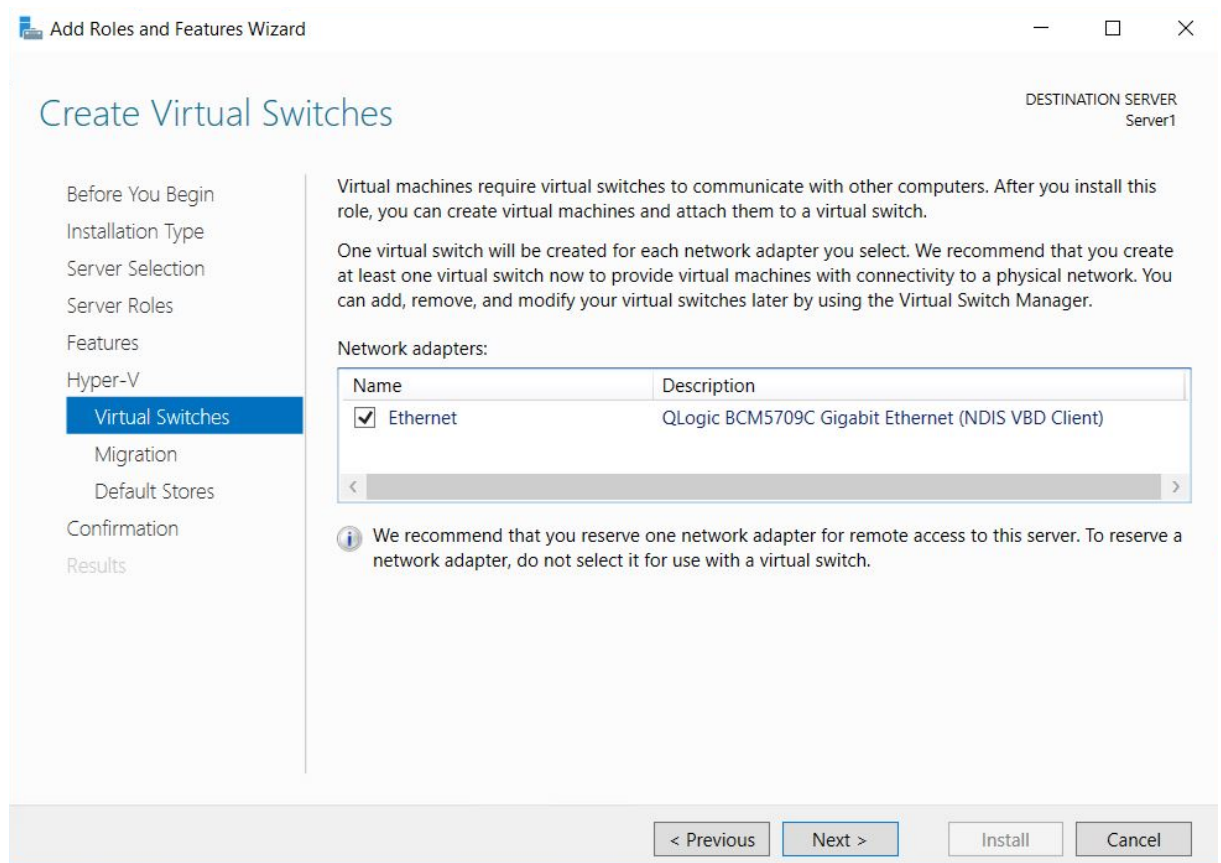 Add Roles and Features Wizard
Create Virtual Switches
DESTINATION SERVER
Server1
Before You Begin
Installation Type
Server Selection
Server Roles
Features
Hyper-V
Virtual Switches
Migration
Default Stores
Confirmation
Results
Virtual machines require virtual switches to communicate with other computers. After you install this
role, you can create virtual machines and attach them to a virtual switch.
One virtual switch will be created for each network adapter you select. We recommend that you create
at least one virtual switch now to provide virtual machines with connectivity to a physical network. You
can add, remove, and modify your virtual switches later by using the Virtual Switch Manager.
Network adapters:
Name Description
Ethernet QLogic BCM5709C Gigabit Ethernet (NDIS VBD Client)
We recommend that you reserve one network adapter for remote access to this server. To reserve a
network adapter, do not select it for use with a virtual switch.
< Previous Next > Install Cancel